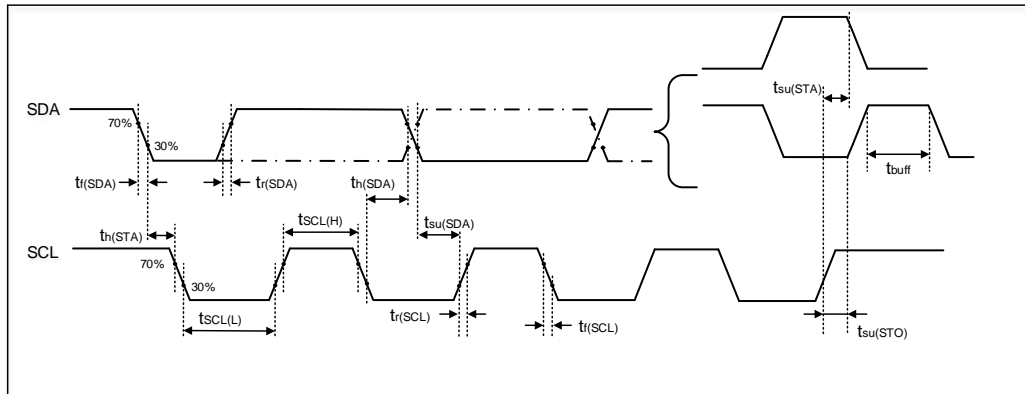 tsu(STA)
SDA
70%
30%
tbuff
tf(SDA)
tr(SDA)
th(SDA)
tSCL(H)
tsu(SDA)
th(STA)
SCL
70%
30%
tSCL(L)
tr(SCL)
tf(SCL)
tsu(STO)